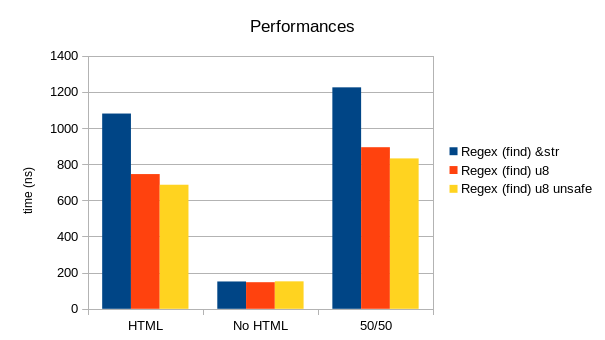 Performances
1400
1200
1000
800
600
400
200
0
time (ns)
HTML
No HTML
50/50
Regex (find) &str
Regex (find) u8
Regex (find) u8 unsafe